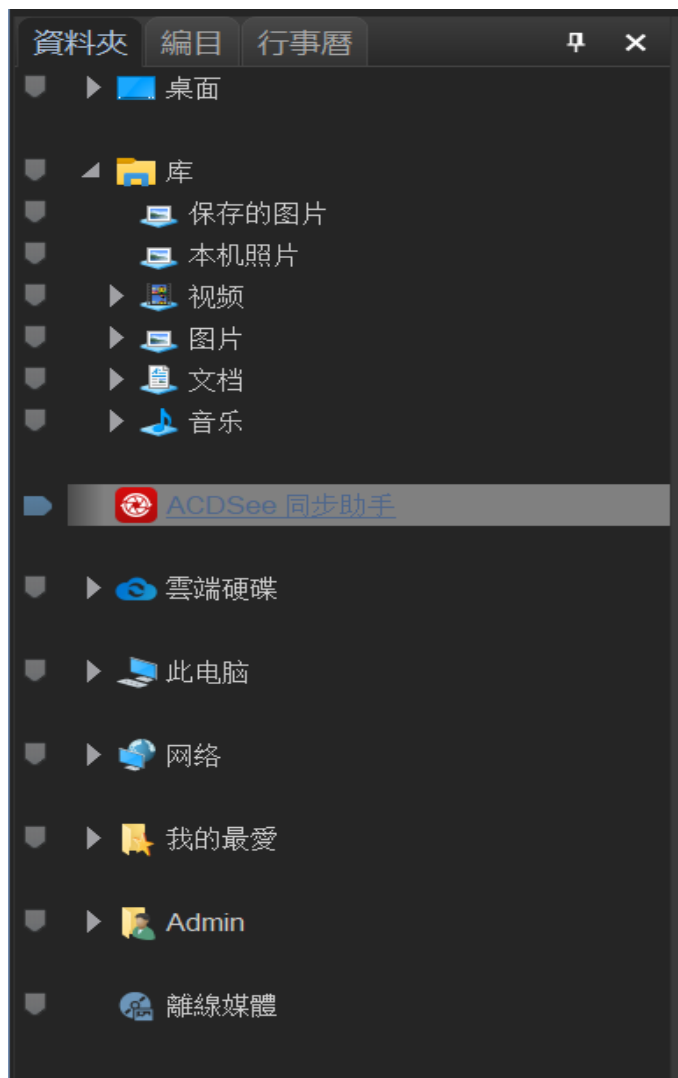 資料夾 編目 行事曆
桌面
库
保存的图片
本机照片
视频
图片
文档
音乐
ACDSee 同步助手
雲端硬碟
此电脑
网络
我的最愛
Admin
離線媒體